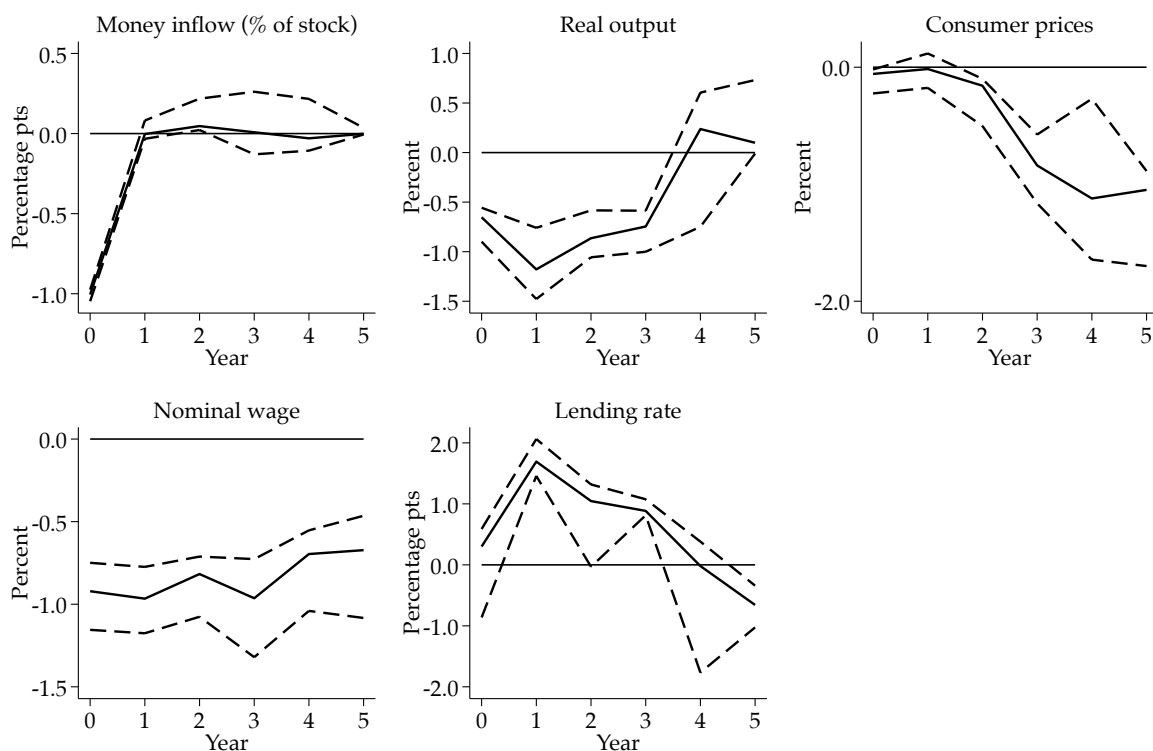 Money inflow (% of stock)
Percentage pts
0.5
0.0
-0.5
-1.0
0 1 2 3 4 5
Year
Real output
Percent
1.0
0.5
0.0
-0.5
-1.0
-1.5
0 1 2 3 4 5
Year
Consumer prices
Percent
0.0
-2.0
0 1 2 3 4 5
Year
Nominal wage
Percent
0.0
-0.5
-1.0
-1.5
0 1 2 3 4 5
Year
Lending rate
Percentage pts
2.0
1.0
0.0
-1.0
-2.0
0 1 2 3 4 5
Year